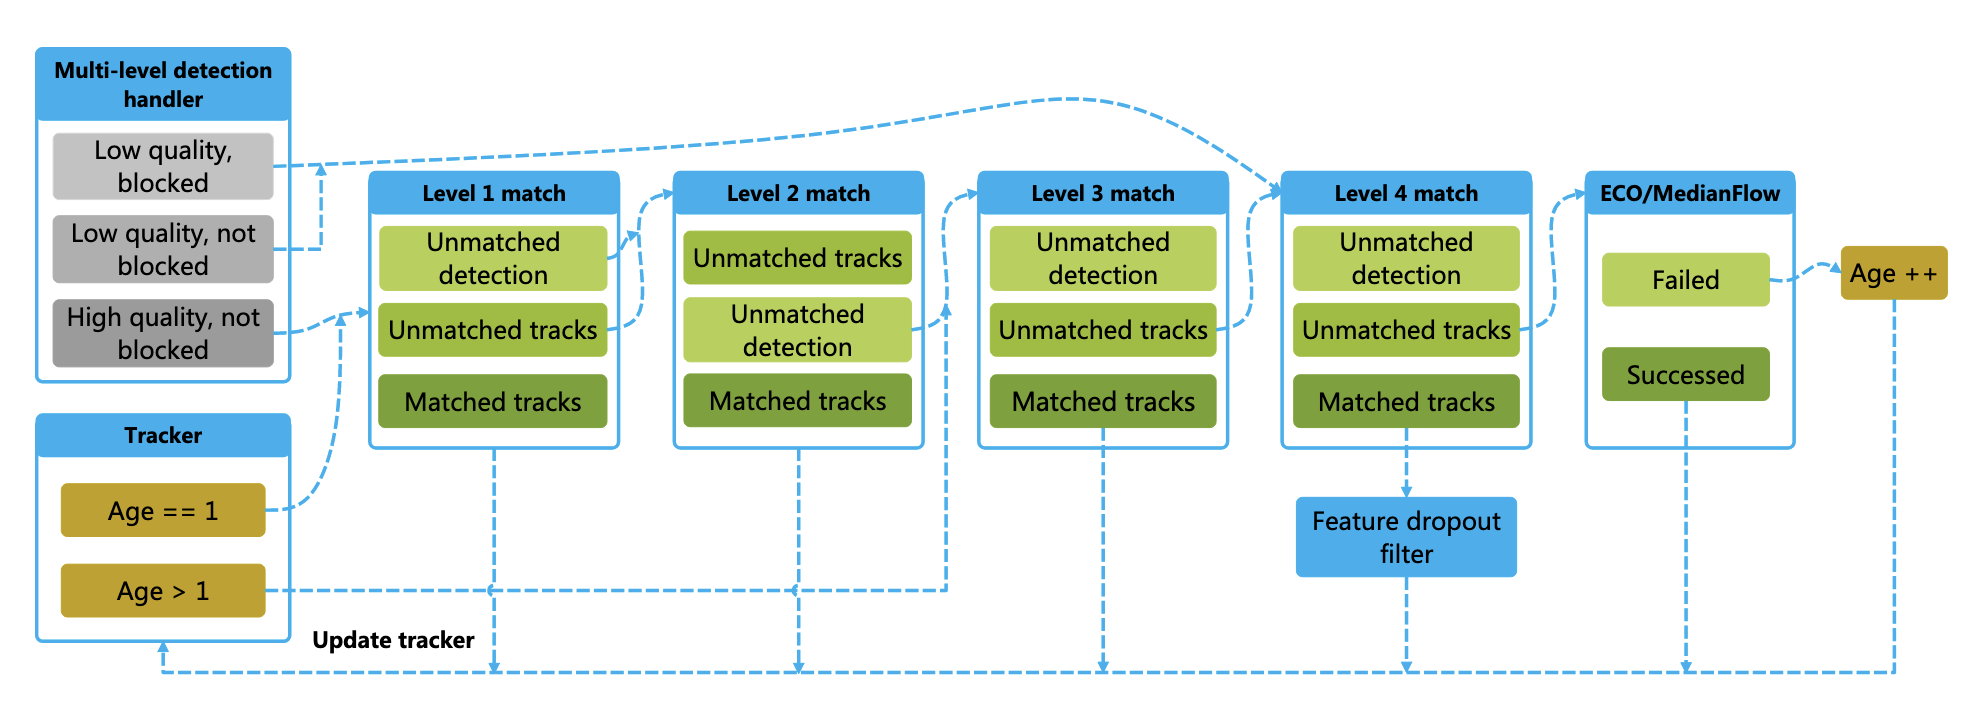 Multi-level detection
handler
Low quality,
blocked
Low quality, not
blocked
High quality, not
blocked
Tracker
Age == 1
Age > 1
Update tracker
Level 1 match
Unmatched
detection
Unmatched tracks
Matched tracks
Level 2 match
Unmatched tracks
Unmatched
detection
Matched tracks
Level 3 match
Unmatched
detection
Unmatched tracks
Matched tracks
Level 4 match
Unmatched
detection
Unmatched tracks
Matched tracks
Feature dropout
filter
ECO/MedianFlow
Failed
Successed
Age ++